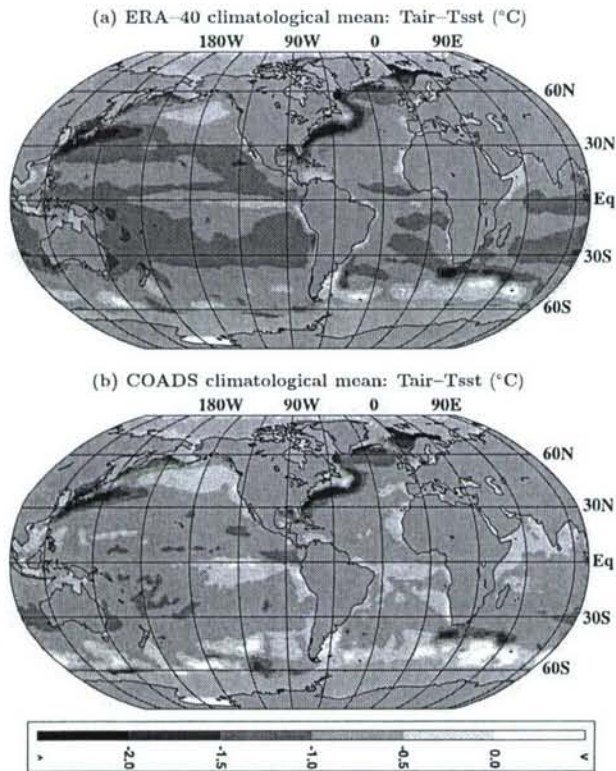 (a) ERA–40 climatological mean: Tair–Tsst (°C)
180W 90W 0 90E
60N
30N
Eq
30S
60S
(b) COADS climatological mean: Tair–Tsst (°C)
180W 90W 0 90E
60N
30N
Eq
30S
60S
< -2.0 -1.5 -1.0 -0.5 0.0 >